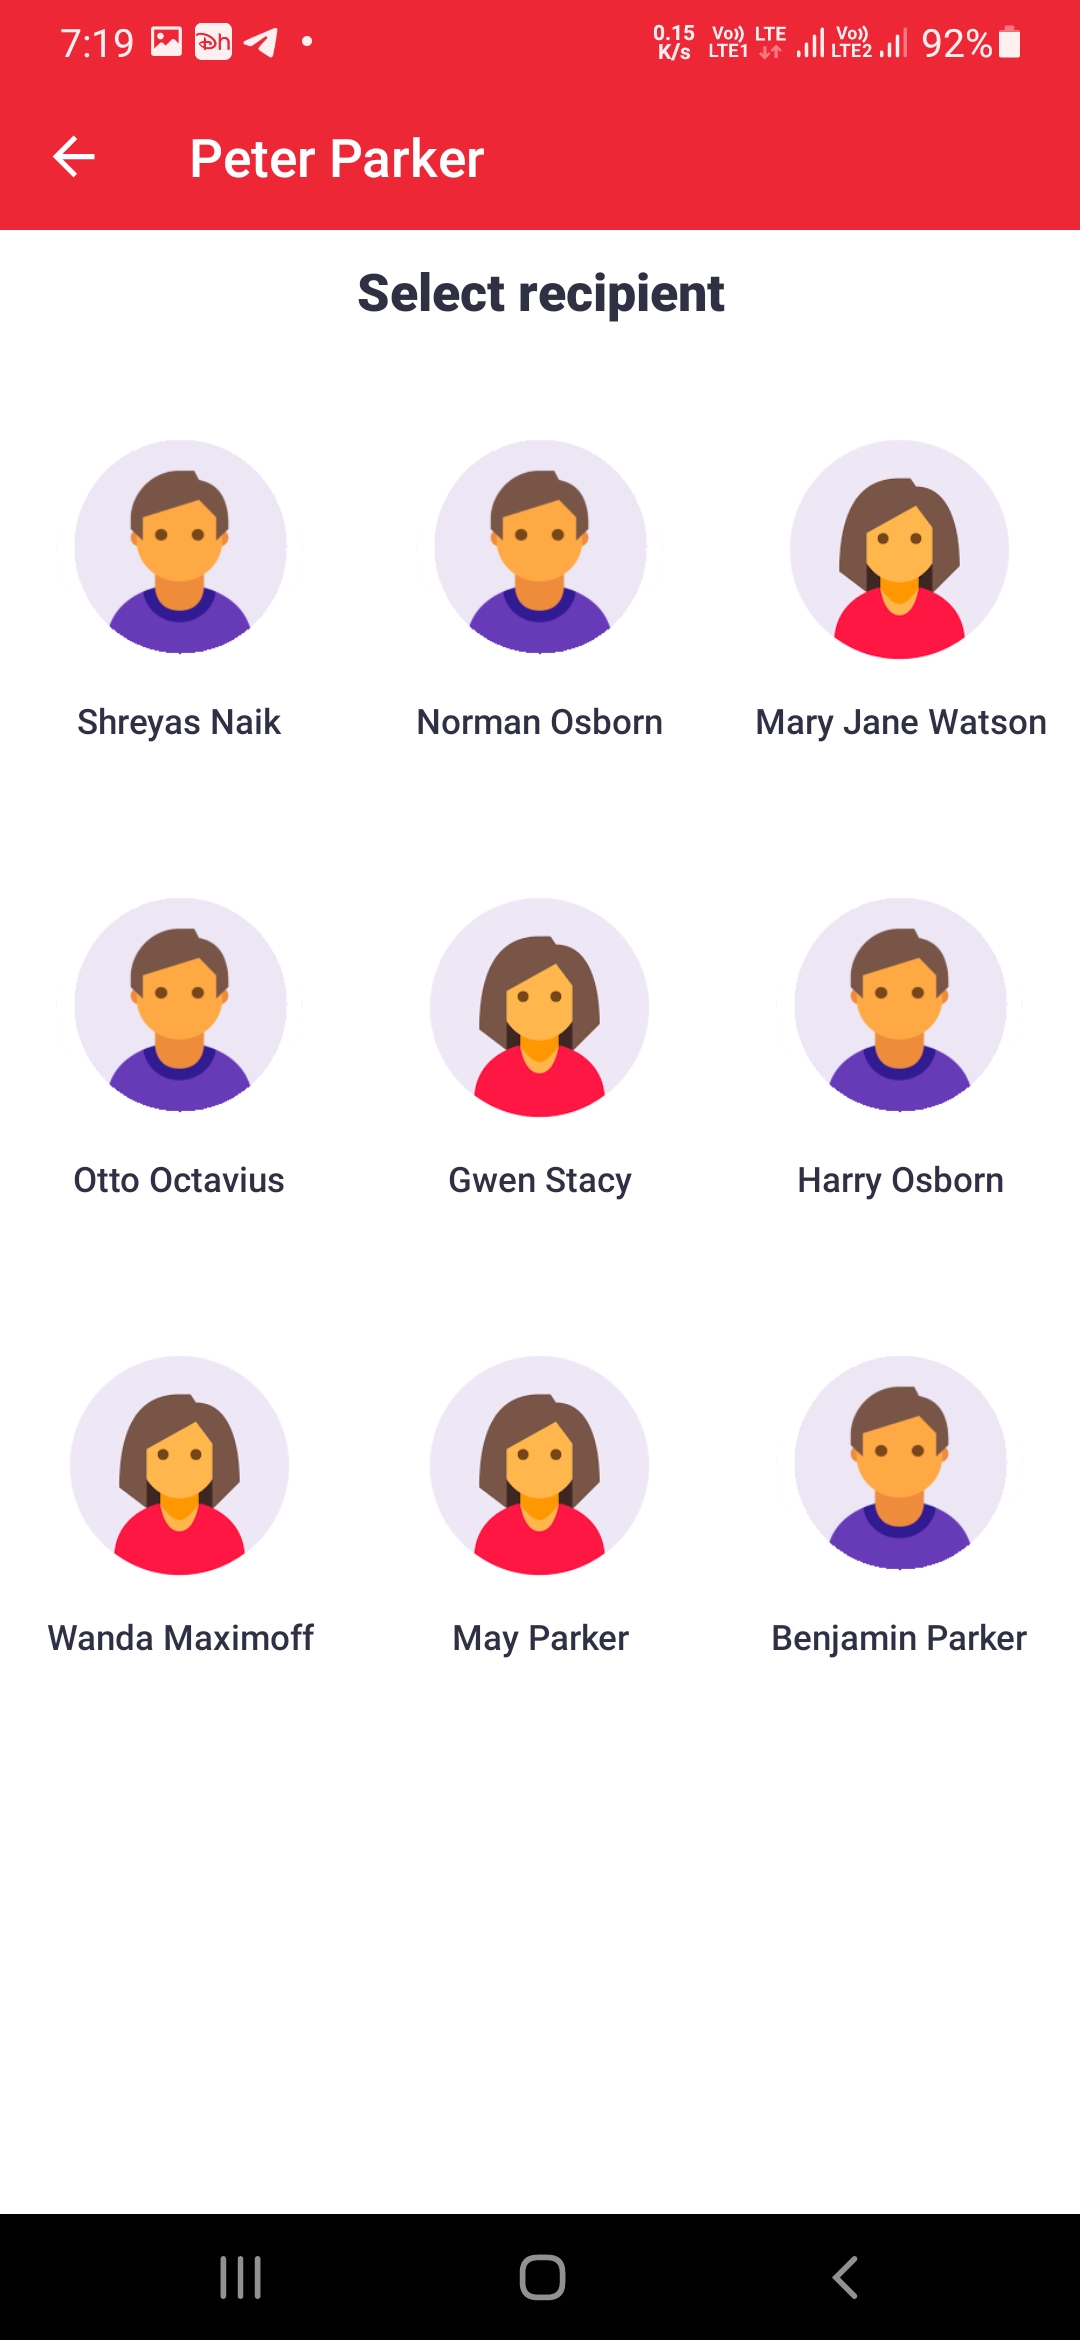 7:19 Dh 0.15 K/s Vo)) LTE1 LTE Vo)) LTE2 92%
Peter Parker
Select recipient
Shreyas Naik Norman Osborn Mary Jane Watson
Otto Octavius Gwen Stacy Harry Osborn
Wanda Maximoff May Parker Benjamin Parker